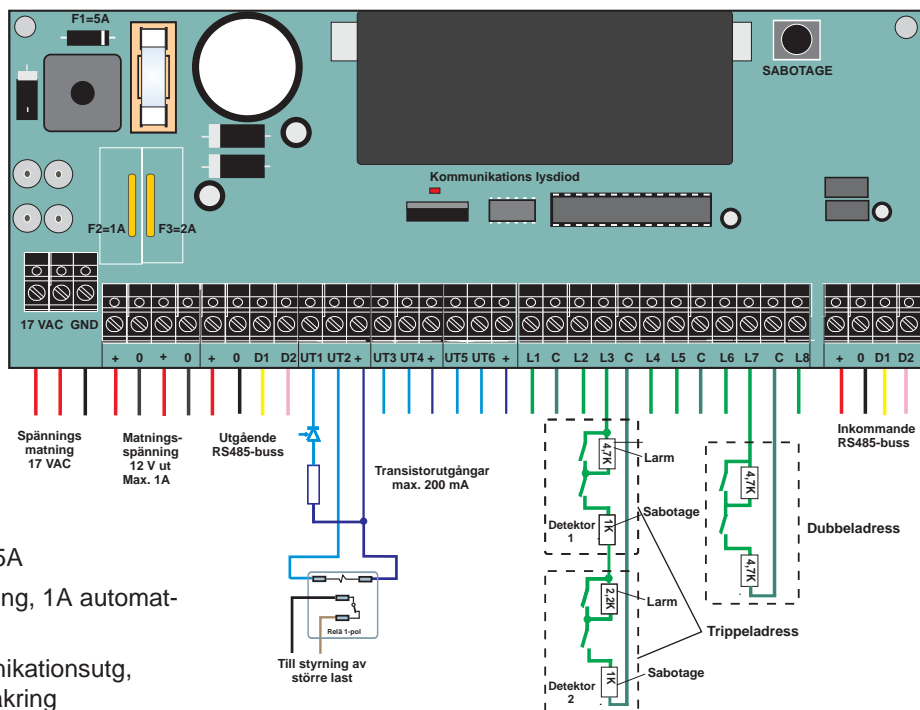 F1=5A
SABOTAGE
Kommunikations lysdiod
F2=1A
F3=2A
17 VAC GND
+ 0 + 0 + 0 D1 D2 UT1 UT2 + UT3 UT4 + UT5 UT6 + L1 C L2 L3 C L4 L5 C L6 L7 C L8 + 0 D1 D2
Spännings
matning
17 VAC
Matnings-
spänning
12 V ut
Max. 1A
Utgående
RS485-buss
Transistorutgångar
max. 200 mA
Inkommande
RS485-buss
4,7K
Larm
1K
Sabotage
Detektor
1
4,7K
4,7K
Dubbeladress
2,2K
Larm
Trippeladress
1K
Sabotage
Detektor
2
Relä 1-pol
Till styrning av
större last
5A
ng, 1A automat-
nikationsutg,
äkring